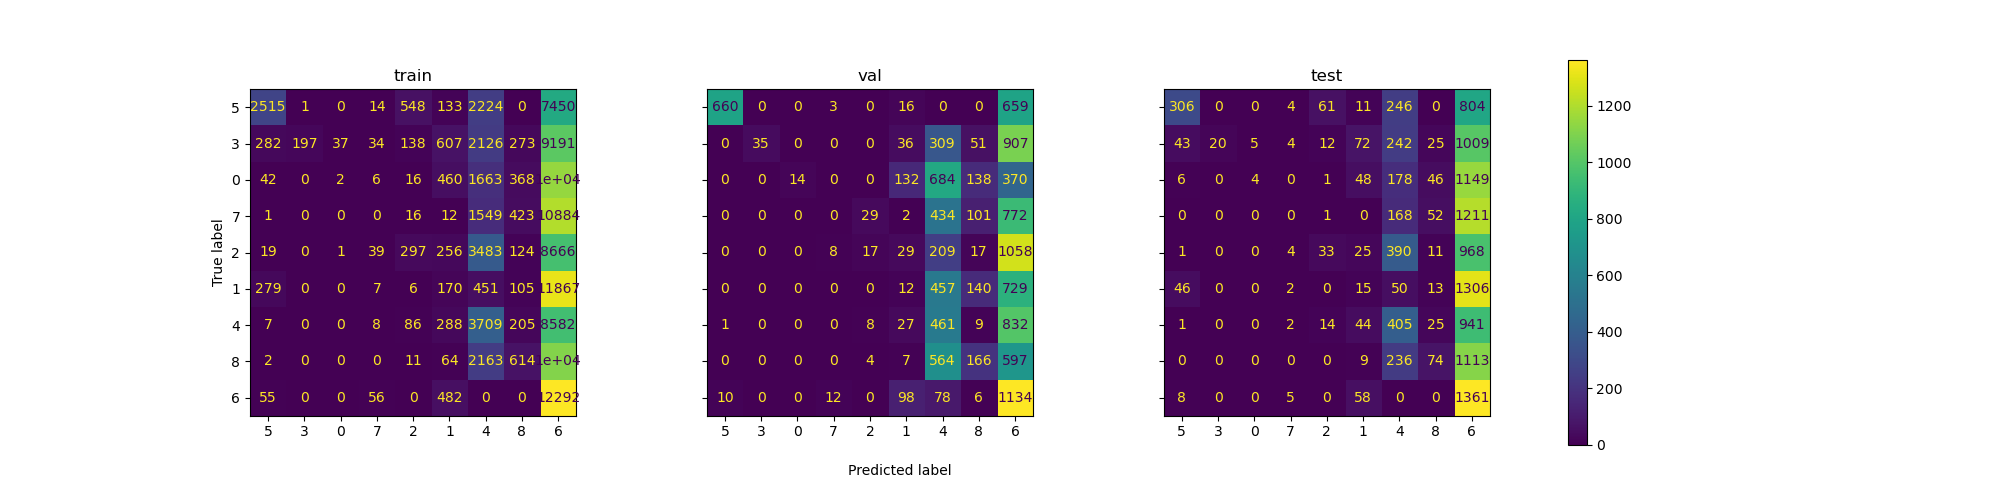 train val test
5 2515 1 0 14 548 133 2224 0 7450 660 0 0 3 0 16 0 0 659 306 0 0 4 61 11 246 0 804
3 282 197 37 34 138 607 2126 273 9191 0 35 0 0 0 36 309 51 907 43 20 5 4 12 72 242 25 1009
0 42 0 2 6 16 460 1663 368 1e+04 0 0 14 0 0 132 684 138 370 6 0 4 0 1 48 178 46 1149
7 1 0 0 0 16 12 1549 423 10884 0 0 0 0 29 2 434 101 772 0 0 0 0 1 0 168 52 1211
2 19 0 1 39 297 256 3483 124 8666 0 0 0 8 17 29 209 17 1058 1 0 0 4 33 25 390 11 968
1 279 0 0 7 6 170 451 105 11867 0 0 0 0 0 12 457 140 729 46 0 0 2 0 15 50 13 1306
4 7 0 0 8 86 288 3709 205 8582 1 0 0 0 8 27 461 9 832 1 0 0 2 14 44 405 25 941
8 2 0 0 0 11 64 2163 614 1e+04 0 0 0 0 4 7 564 166 597 0 0 0 0 0 9 236 74 1113
6 55 0 0 56 0 482 0 0 12292 10 0 0 12 0 98 78 6 1134 8 0 0 5 0 58 0 0 1361
5 3 0 7 2 1 4 8 6 5 3 0 7 2 1 4 8 6 5 3 0 7 2 1 4 8 6
True label
Predicted label
1200
1000
800
600
400
200
0